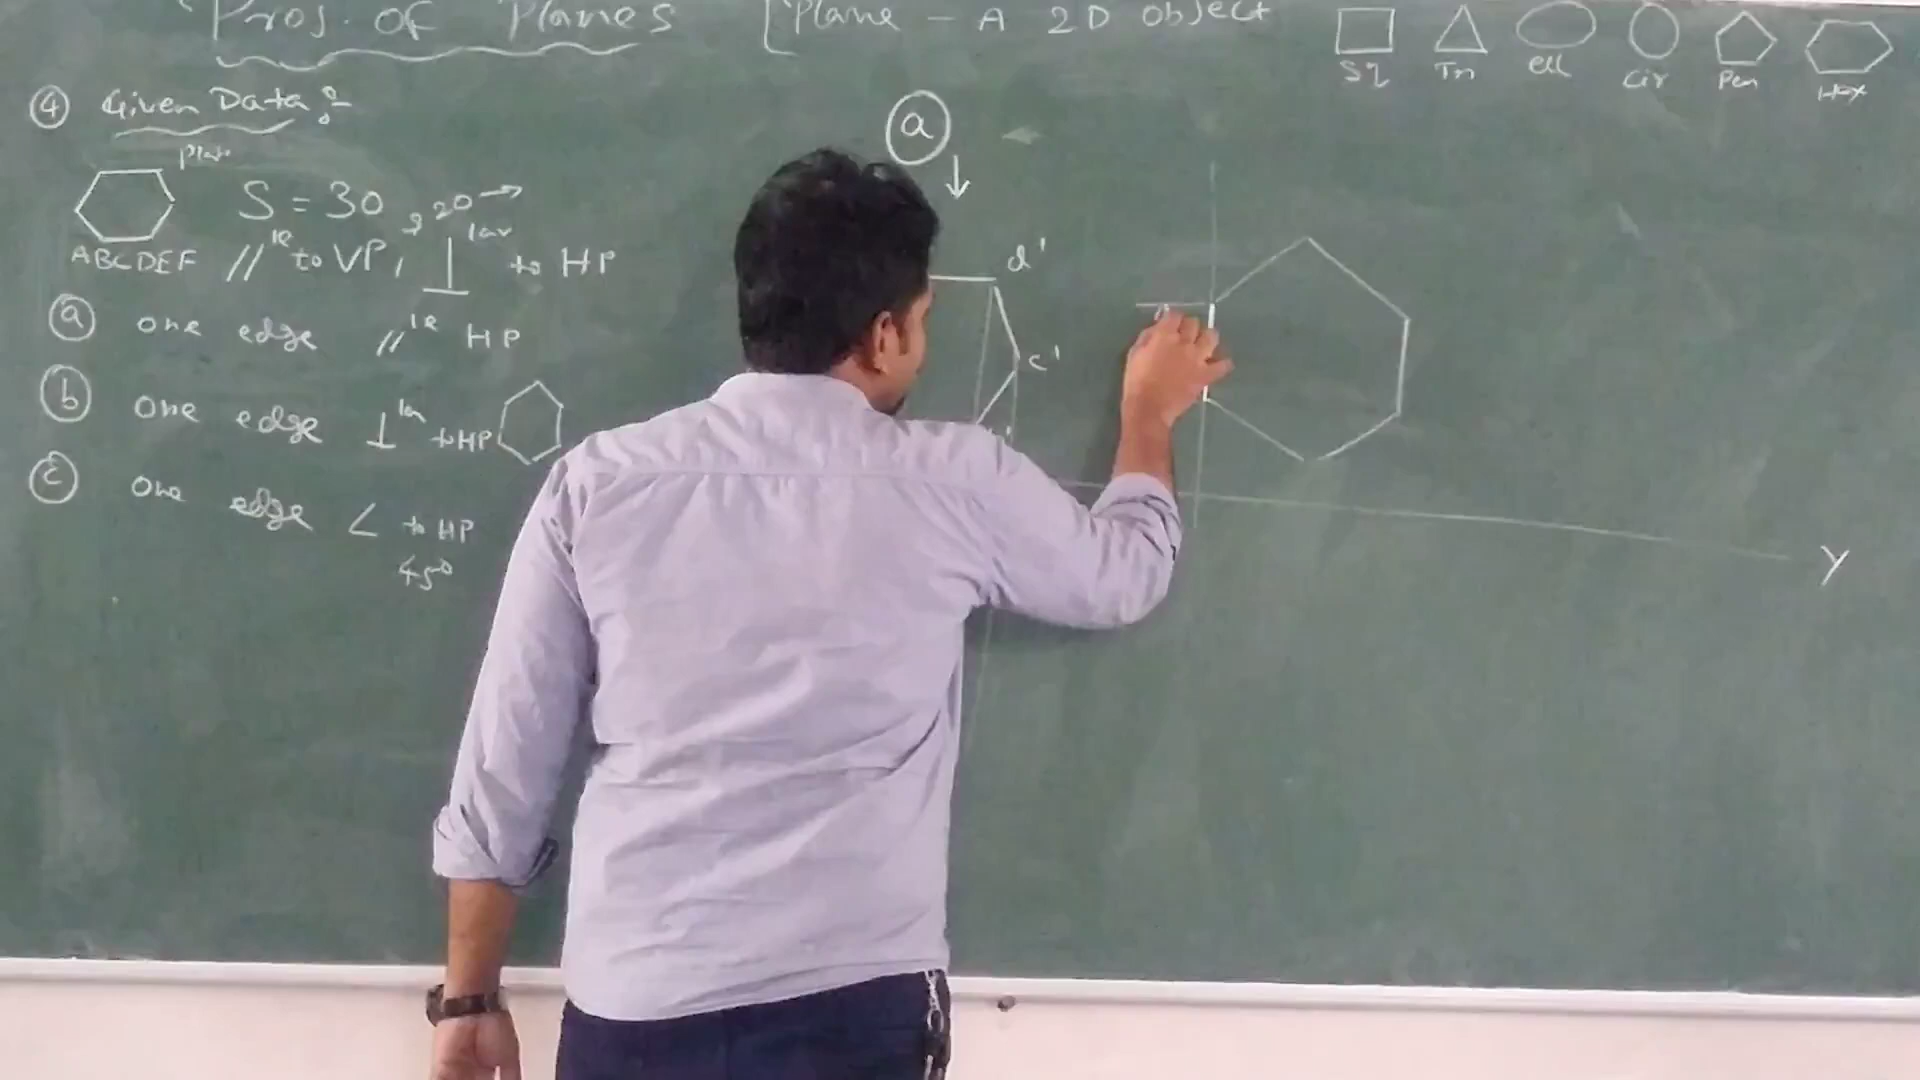 Proj. OF Planes [Plane - A 2D object
Sq Tri ell Cir Pen Hex
④ Given Data :-
Plate
S = 30 , 20 →
ABCDEF // le to VP, ⊥ lar to HP
ⓐ one edge // le HP
ⓑ one edge ⊥ lar to HP
ⓒ one edge < to HP
45°
ⓐ
d'
c'
Y